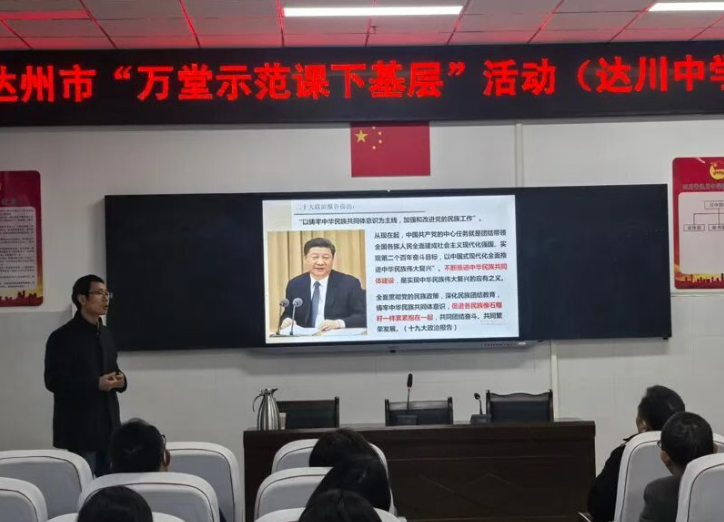 达州市“万堂示范课下基层”活动（达川中学
二十大政治报告指出：
“以铸牢中华民族共同体意识为主线，加强和改进党的民族工作”。
从现在起，中国共产党的中心任务就是团结带领
全国各族人民全面建成社会主义现代化强国、实
现第二个百年奋斗目标，以中国式现代化全面推
进中华民族伟大复兴”。不断推进中华民族共同
体建设，是实现中华民族伟大复兴的应有之义。
全面贯彻党的民族政策，深化民族团结教育，
铸牢中华民族共同体意识，促进各民族像石榴
籽一样紧紧抱在一起，共同团结奋斗、共同繁
荣发展。（十九大政治报告）